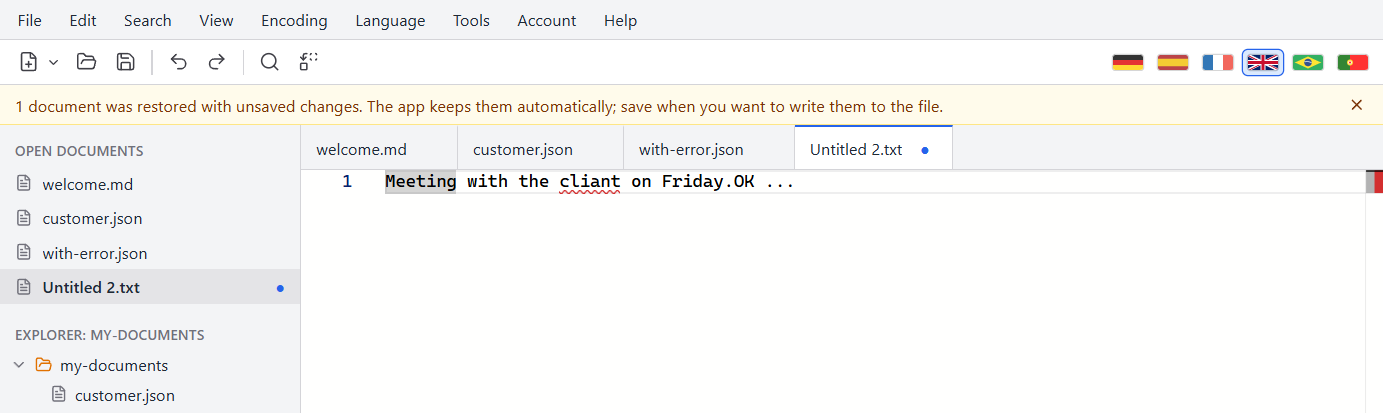 File Edit Search View Encoding Language Tools Account Help
1 document was restored with unsaved changes. The app keeps them automatically; save when you want to write them to the file.
OPEN DOCUMENTS
welcome.md
customer.json
with-error.json
Untitled 2.txt
EXPLORER: MY-DOCUMENTS
my-documents
customer.json
welcome.md customer.json with-error.json Untitled 2.txt
1 Meeting with the cliant on Friday.OK ...